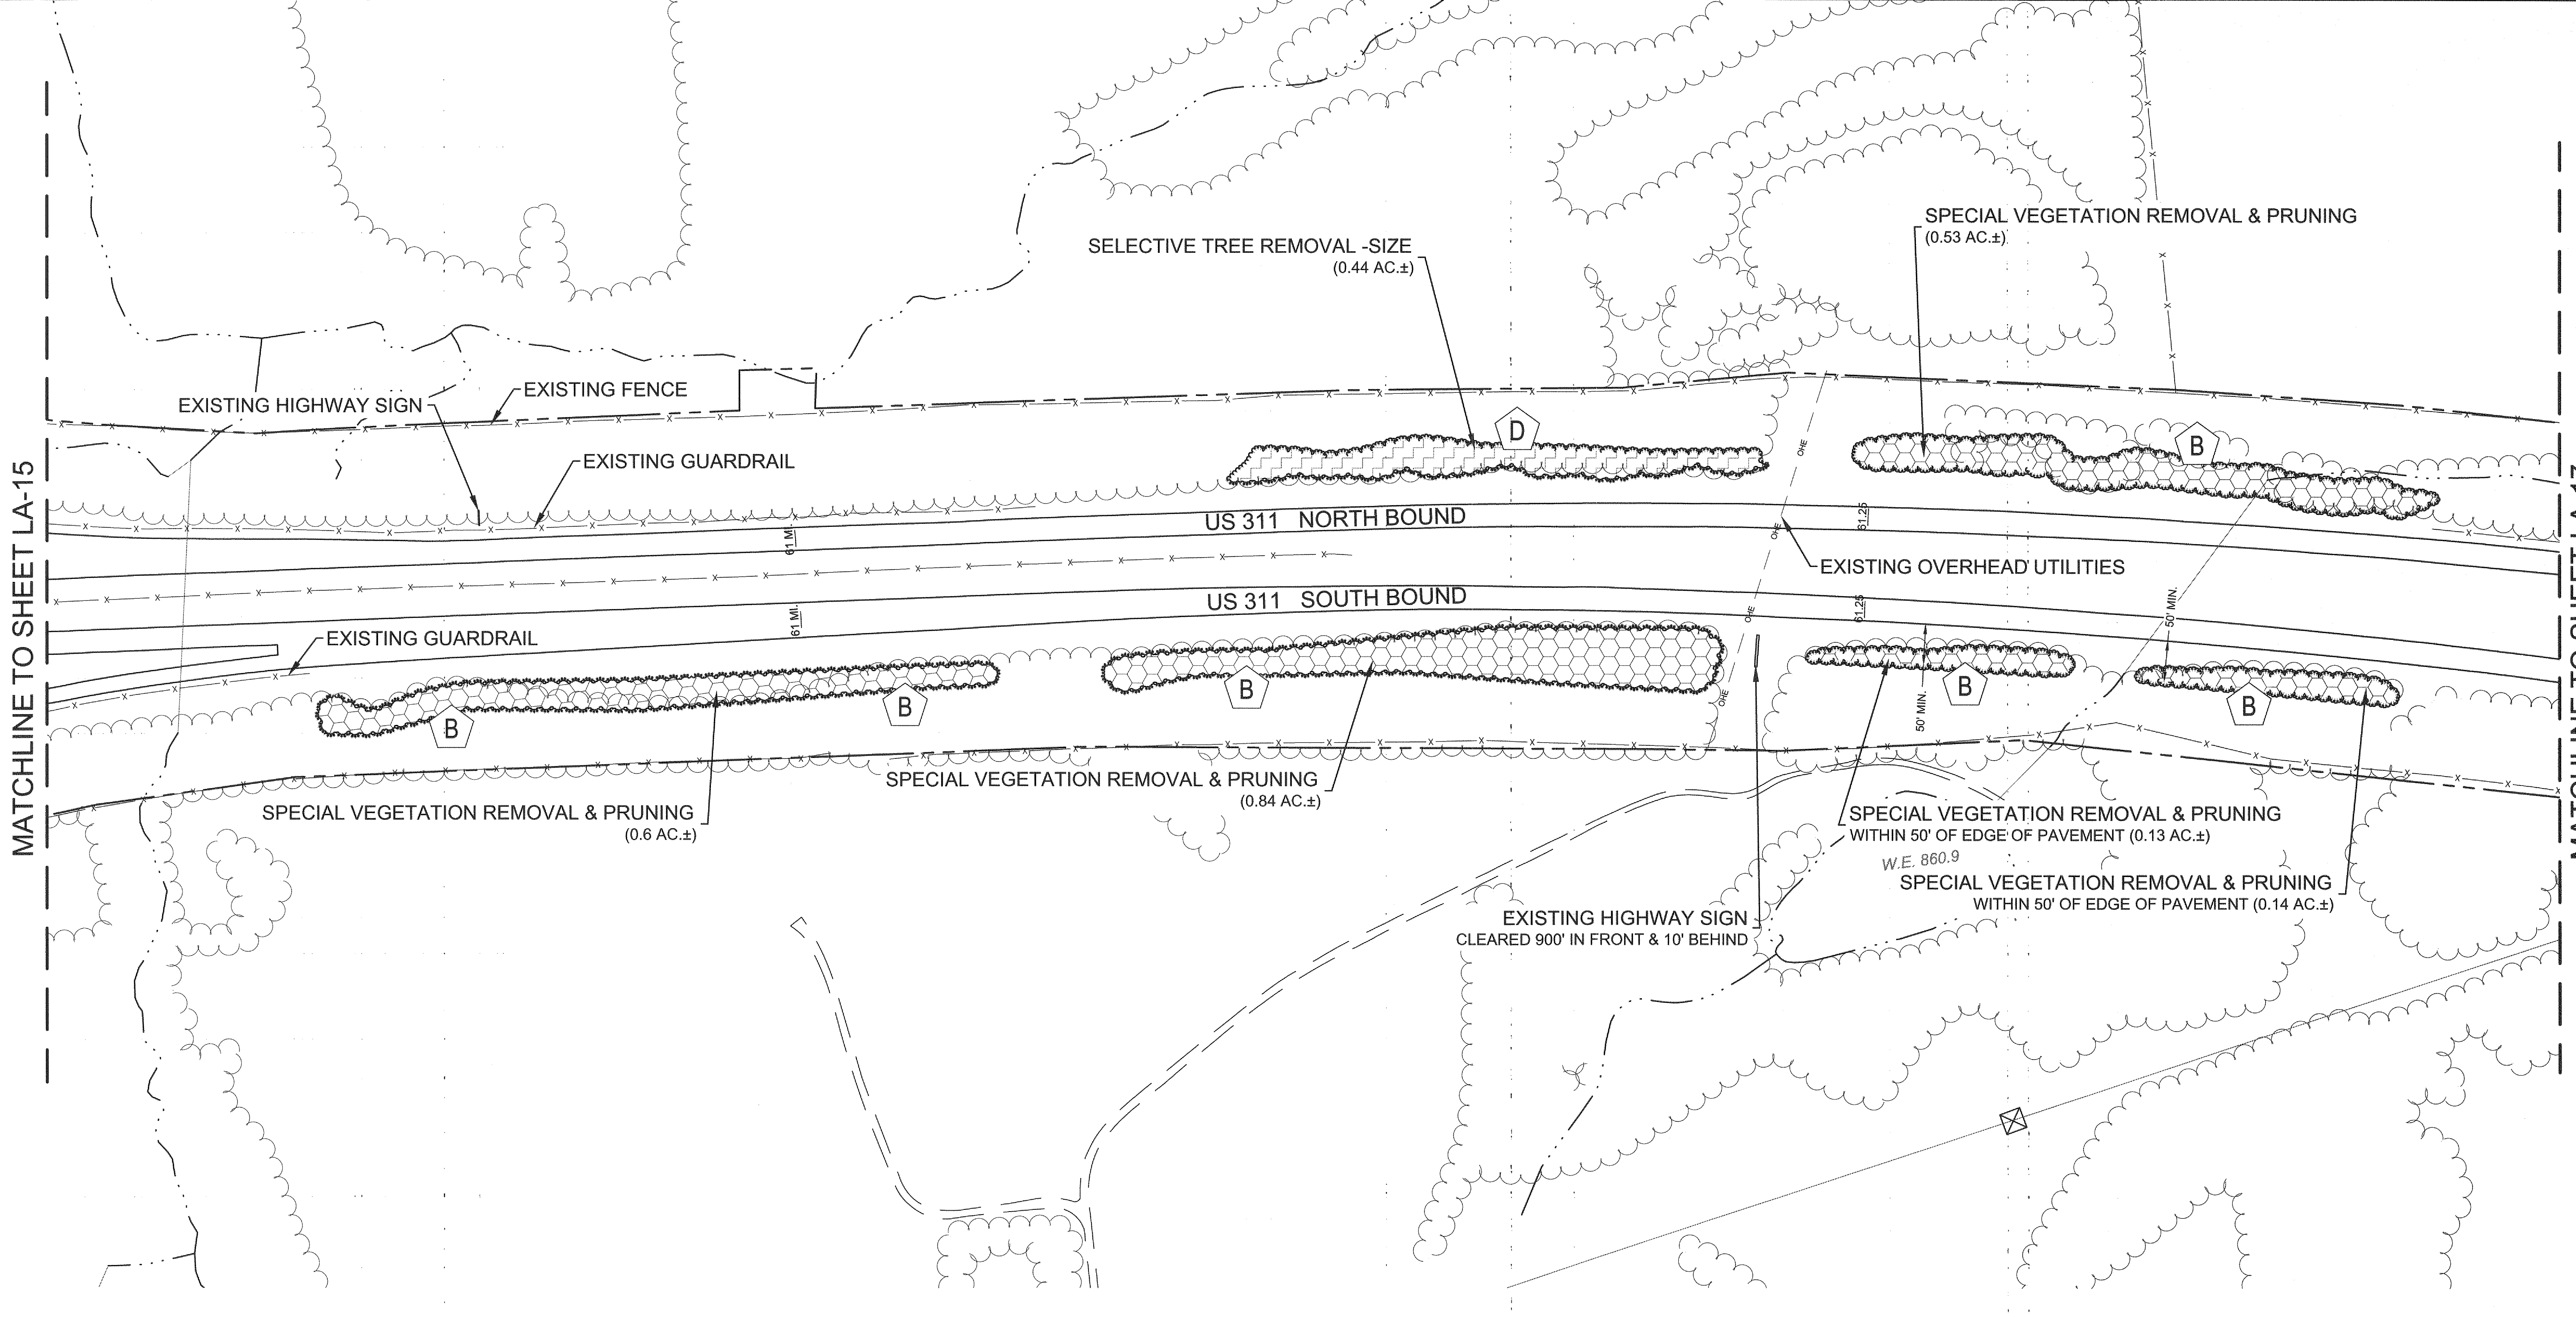 SPECIAL VEGETATION REMOVAL & PRUNING
(0.53 AC.±)
SELECTIVE TREE REMOVAL -SIZE
(0.44 AC.±)
EXISTING FENCE
EXISTING HIGHWAY SIGN
D
B
EXISTING GUARDRAIL
OHE
US 311 NORTH BOUND
61.25
61 MI.
OHE
EXISTING OVERHEAD UTILITIES
US 311 SOUTH BOUND
61.25
61 MI.
OHE
50' MIN.
EXISTING GUARDRAIL
MATCHLINE TO SHEET LA-15
B
B
B
B
B
OHE
50' MIN.
SPECIAL VEGETATION REMOVAL & PRUNING
(0.84 AC.±)
SPECIAL VEGETATION REMOVAL & PRUNING
(0.6 AC.±)
SPECIAL VEGETATION REMOVAL & PRUNING
WITHIN 50' OF EDGE OF PAVEMENT (0.13 AC.±)
W.E. 860.9
SPECIAL VEGETATION REMOVAL & PRUNING
WITHIN 50' OF EDGE OF PAVEMENT (0.14 AC.±)
EXISTING HIGHWAY SIGN
CLEARED 900' IN FRONT & 10' BEHIND